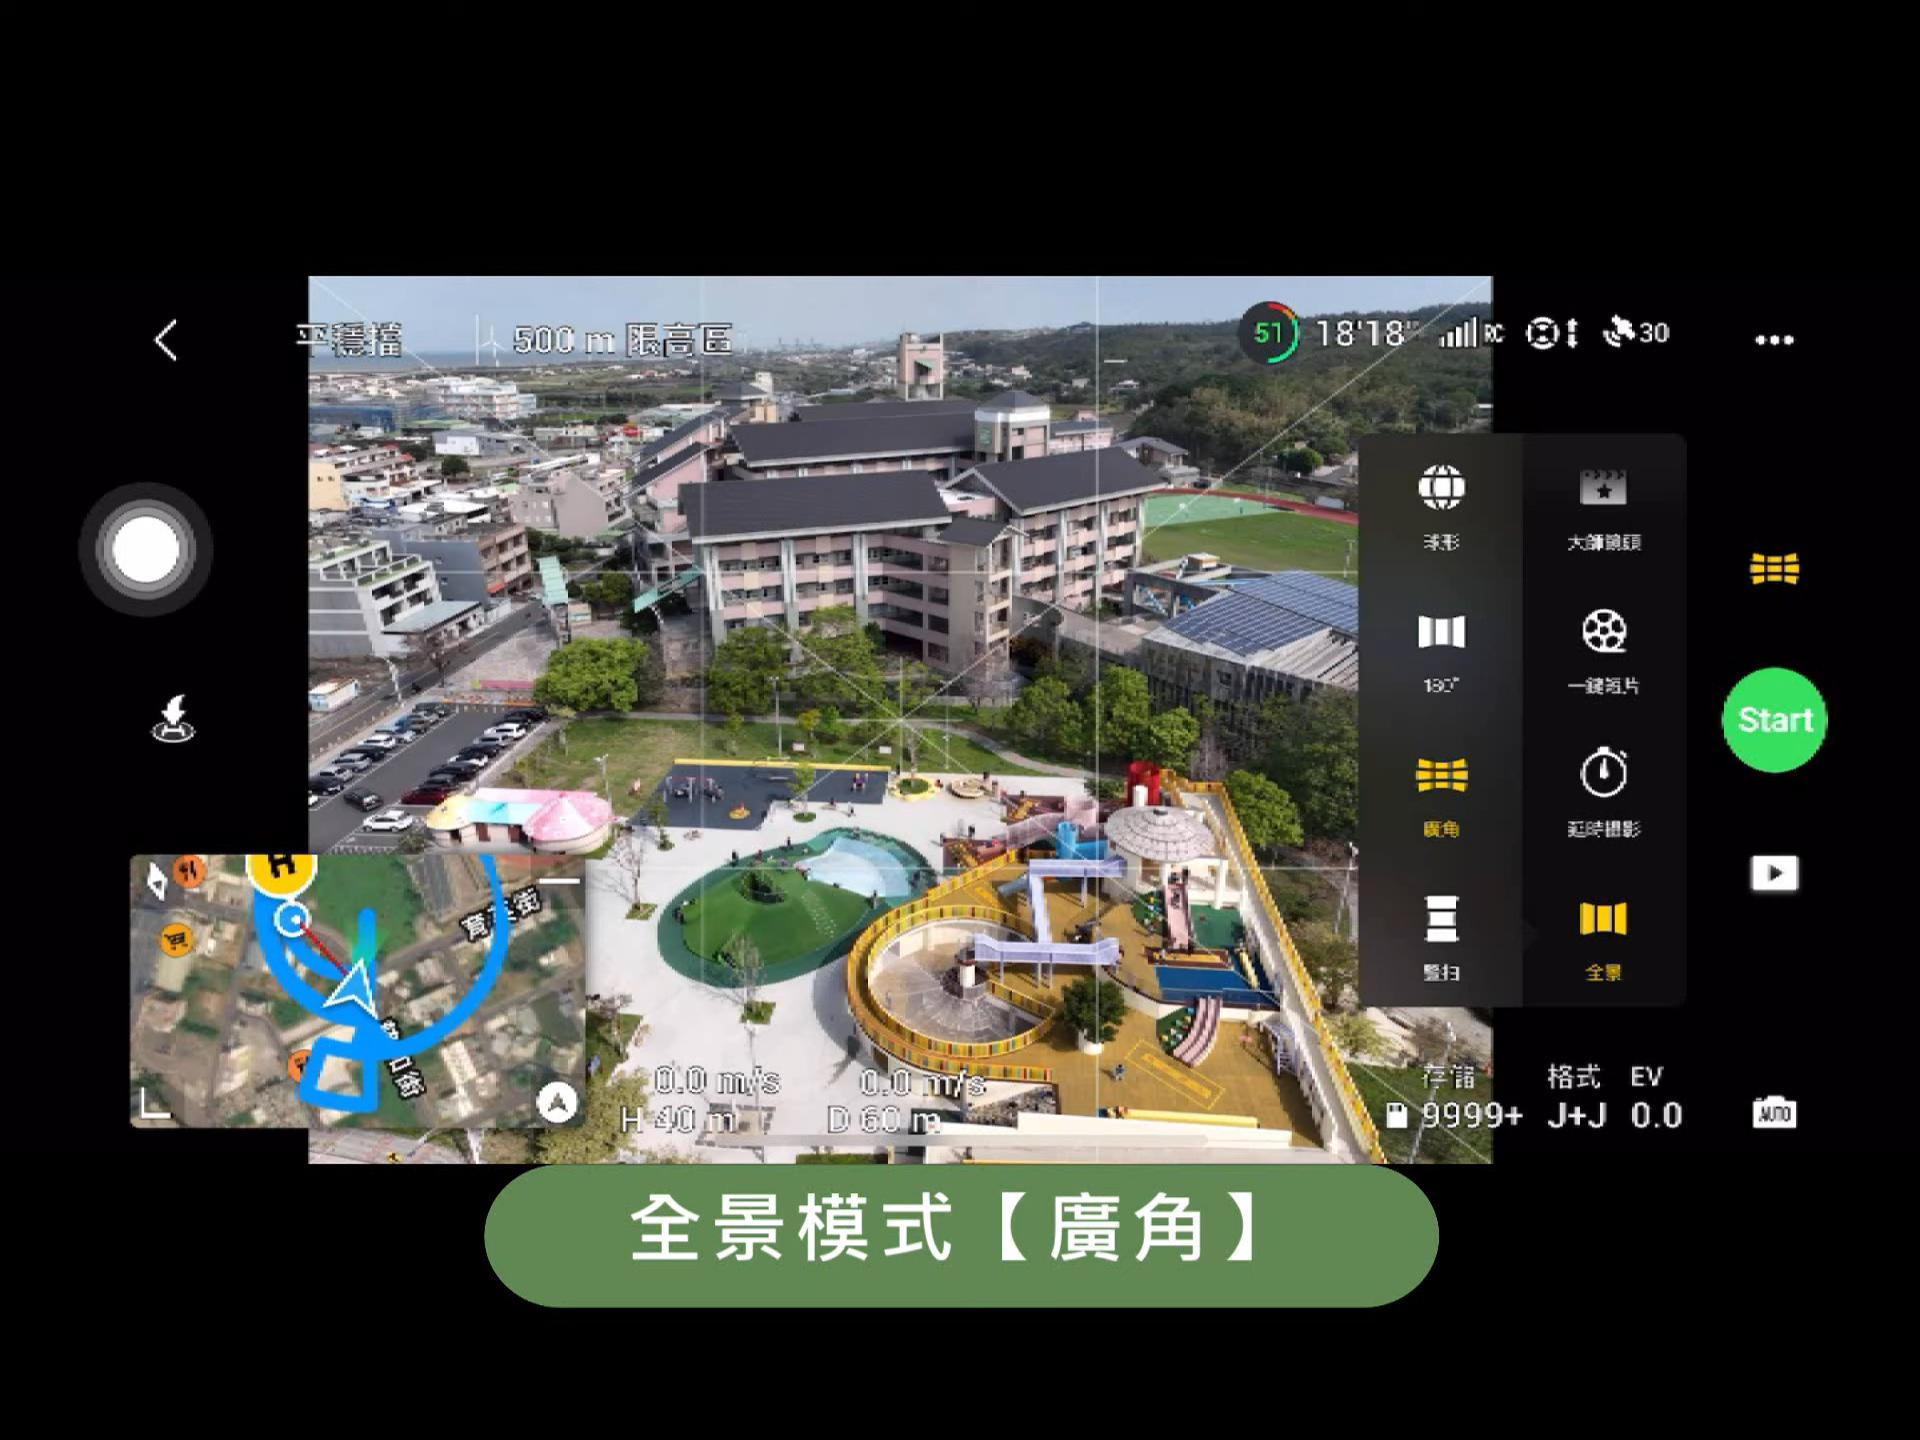 平穩擋 500 m 限高區 51 18'18" RC 30
球形 大師鏡頭
180° 一鍵短片
Start
廣角 延時攝影
豎拍 全景
H
0.0 m/s 0.0 m/s
H 40 m D 60 m
存儲 格式 EV
9999+ J+J 0.0
AUTO
全景模式【廣角】